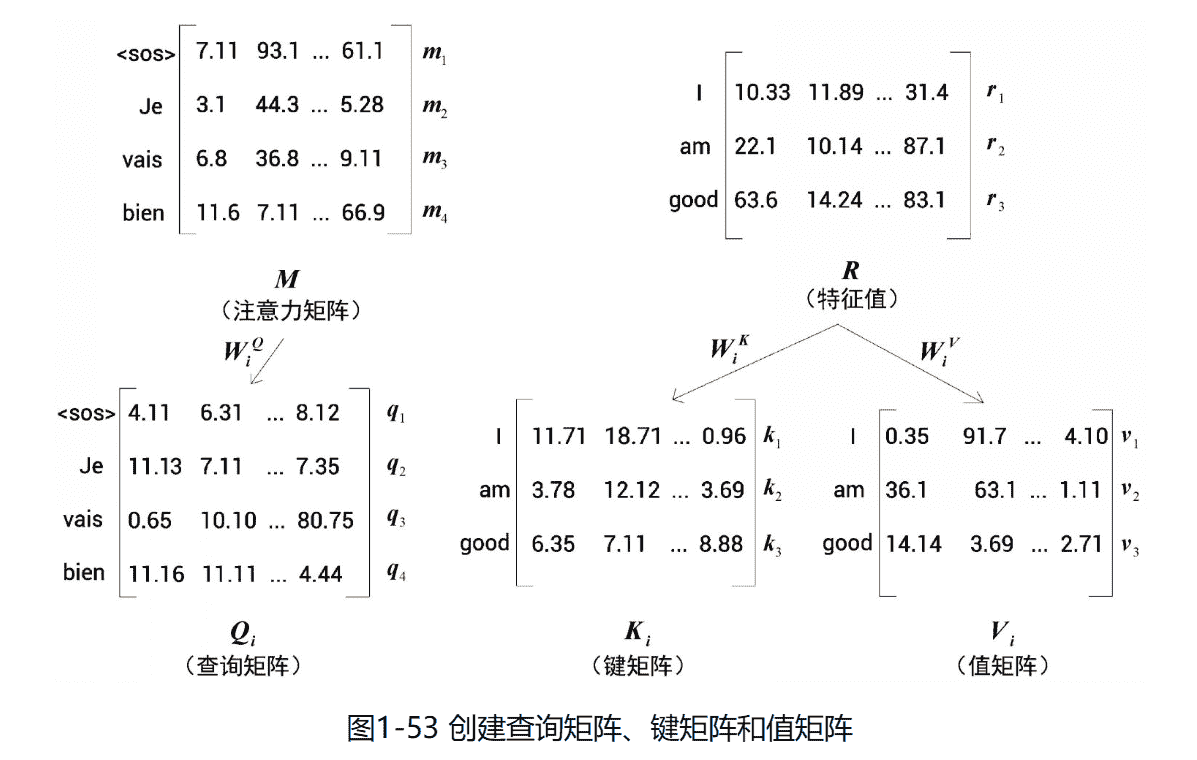 <sos> 7.11 93.1 ... 61.1 m₁
Je 3.1 44.3 ... 5.28 m₂
vais 6.8 36.8 ... 9.11 m₃
bien 11.6 7.11 ... 66.9 m₄
M
（注意力矩阵）
I 10.33 11.89 ... 31.4 r₁
am 22.1 10.14 ... 87.1 r₂
good 63.6 14.24 ... 83.1 r₃
R
（特征值）
Wᵢ^Q
Wᵢ^K
Wᵢ^V
<sos> 4.11 6.31 ... 8.12 q₁
Je 11.13 7.11 ... 7.35 q₂
vais 0.65 10.10 ... 80.75 q₃
bien 11.16 11.11 ... 4.44 q₄
Qᵢ
（查询矩阵）
I 11.71 18.71 ... 0.96 k₁
am 3.78 12.12 ... 3.69 k₂
good 6.35 7.11 ... 8.88 k₃
Kᵢ
（键矩阵）
I 0.35 91.7 ... 4.10 v₁
am 36.1 63.1 ... 1.11 v₂
good 14.14 3.69 ... 2.71 v₃
Vᵢ
（值矩阵）
图1-53 创建查询矩阵、键矩阵和值矩阵